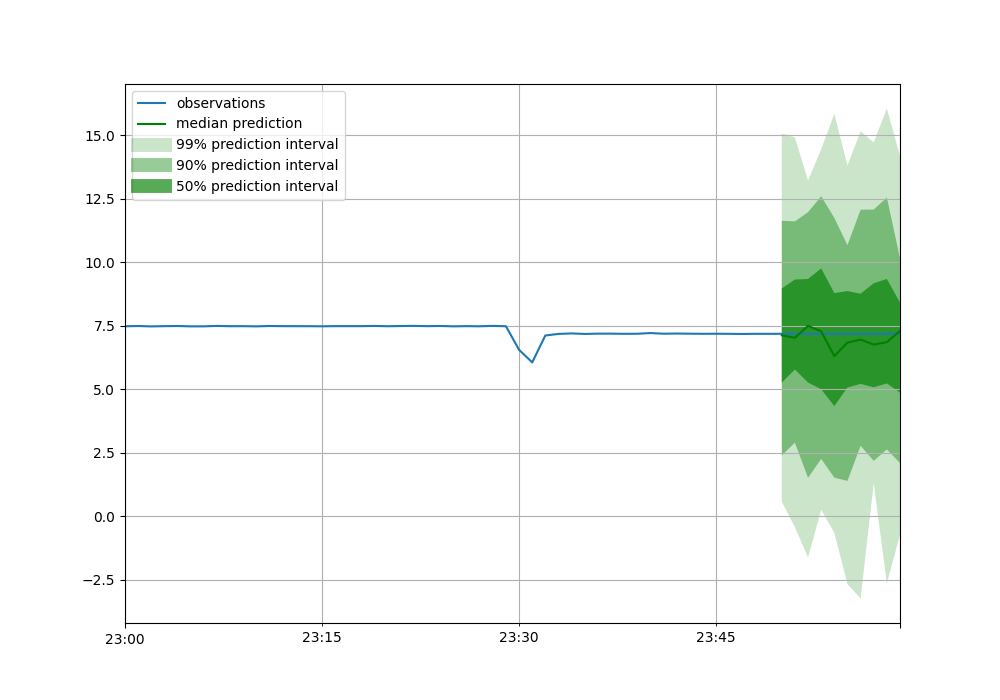 observations
median prediction
99% prediction interval
90% prediction interval
50% prediction interval
15.0
12.5
10.0
7.5
5.0
2.5
0.0
−2.5
23:00
23:15
23:30
23:45